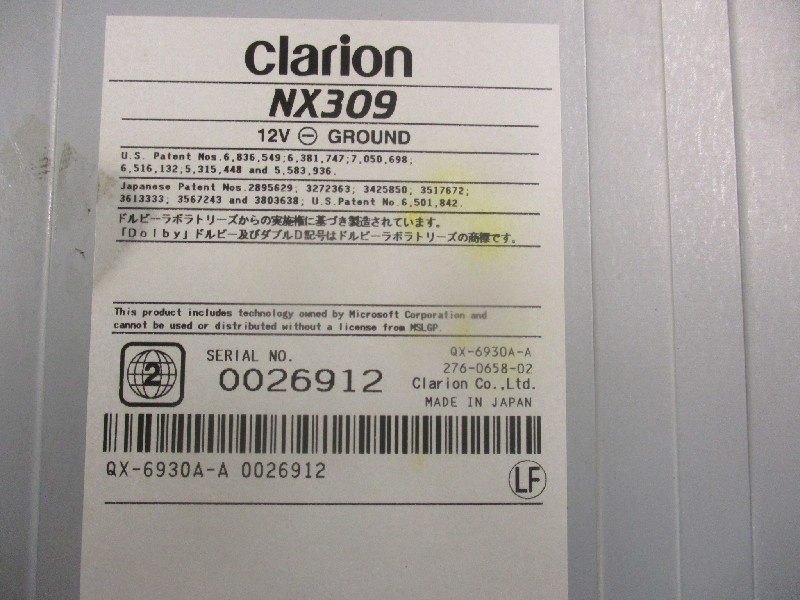 Clarion
NX309
12V ⊖ GROUND
U.S. Patent Nos.6,836,549;6,381,747;7,050,698;
6,516,132,5,315,448 and 5,583,936.
Japanese Patent Nos.2895629; 3272363; 3425850, 3517672;
3613333, 3567243 and 3803638; U.S.Patent No.6,501,842.
ドルビーラボラトリーズからの実施権に基づき製造されています。
「Dolby」ドルビー及びダブルD記号はドルビーラボラトリーズの商標です。
This product includes technology owned by Microsoft Corporation and
cannot be used or distributed without a license from MSLGP.
2
SERIAL NO.
0026912
QX-6930A-A
276-0658-02
Clarion Co.,Ltd.
MADE IN JAPAN
QX-6930A-A 0026912
LF